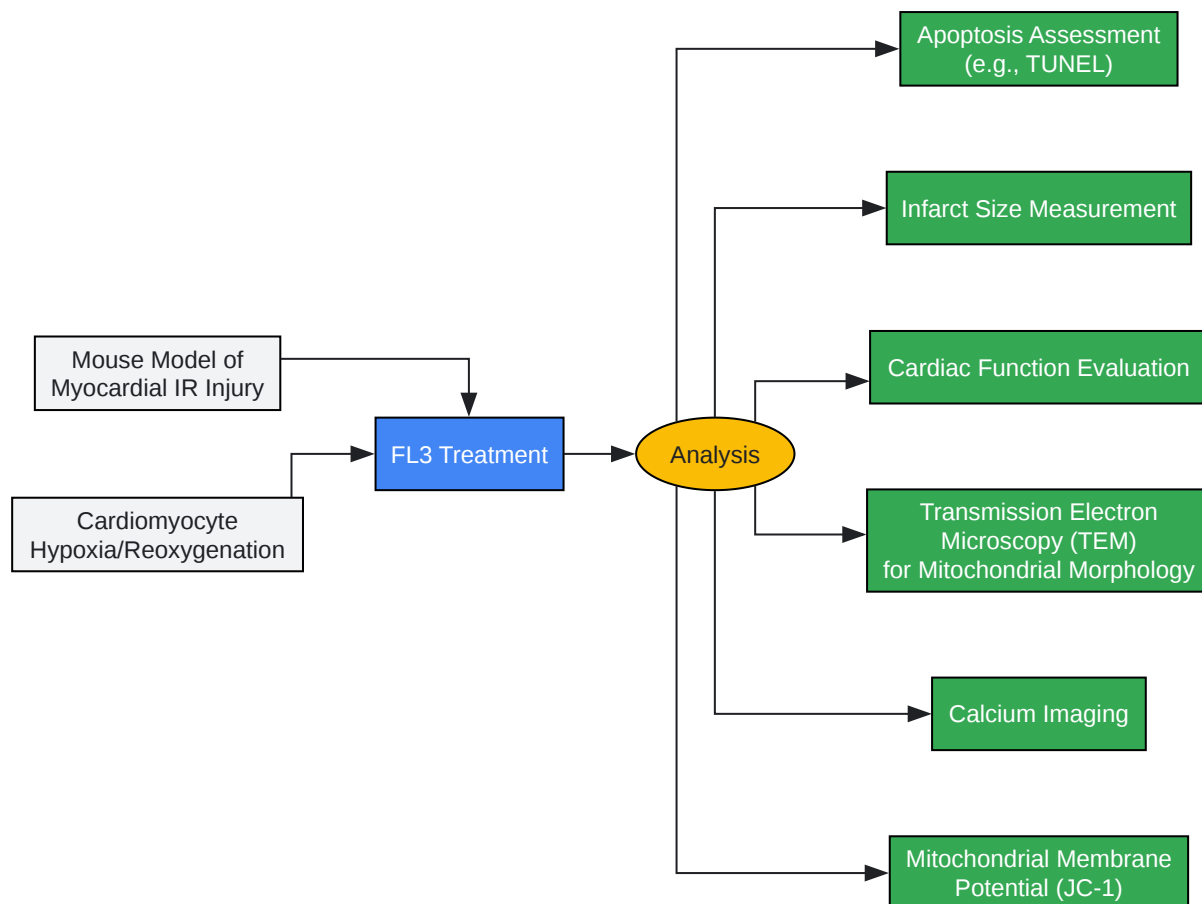 Apoptosis Assessment
(e.g., TUNEL)
Infarct Size Measurement
Mouse Model of
Myocardial IR Injury
Cardiac Function Evaluation
FL3 Treatment
Analysis
Cardiomyocyte
Hypoxia/Reoxygenation
Transmission Electron
Microscopy (TEM)
for Mitochondrial Morphology
Calcium Imaging
Mitochondrial Membrane
Potential (JC-1)